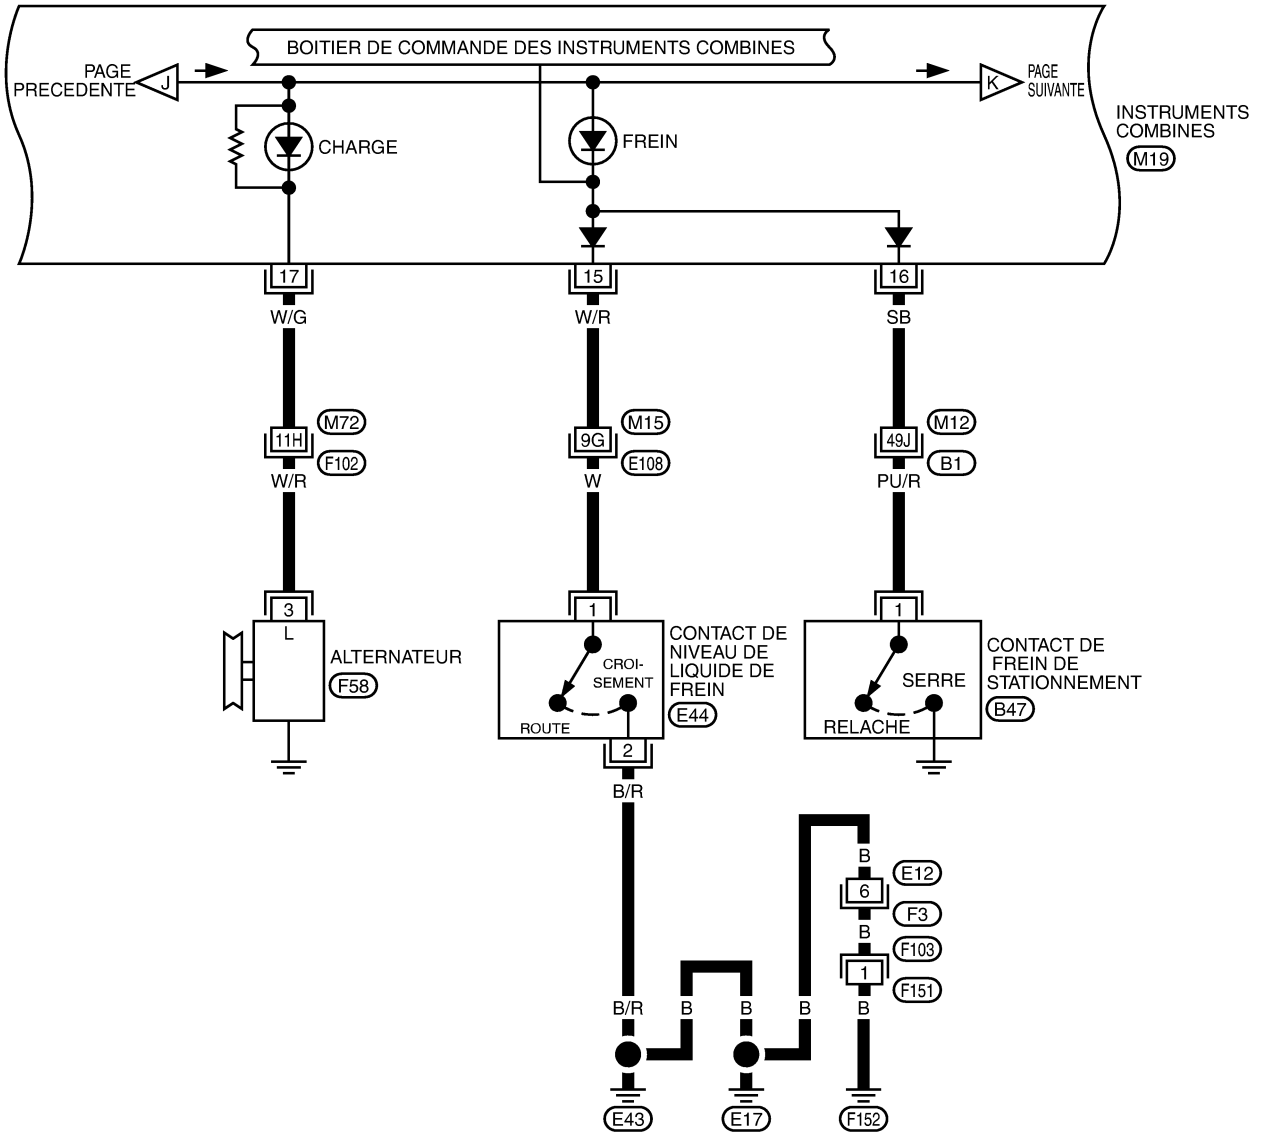 BOITIER DE COMMANDE DES INSTRUMENTS COMBINES
PAGE
PRECEDENTE
J
K
PAGE
SUIVANTE
INSTRUMENTS
COMBINES
M19
CHARGE
FREIN
17
15
16
W/G
W/R
SB
M72
M15
M12
11H
9G
49J
F102
E108
B1
W/R
W
PU/R
3
1
1
L
ALTERNATEUR
F58
CONTACT DE
NIVEAU DE
LIQUIDE DE
FREIN
E44
CROI-
SEMENT
ROUTE
CONTACT DE
FREIN DE
STATIONNEMENT
B47
SERRE
RELACHE
2
B/R
B
E12
6
F3
B
F103
1
F151
B/R
B
B
B
B
E43
E17
F152